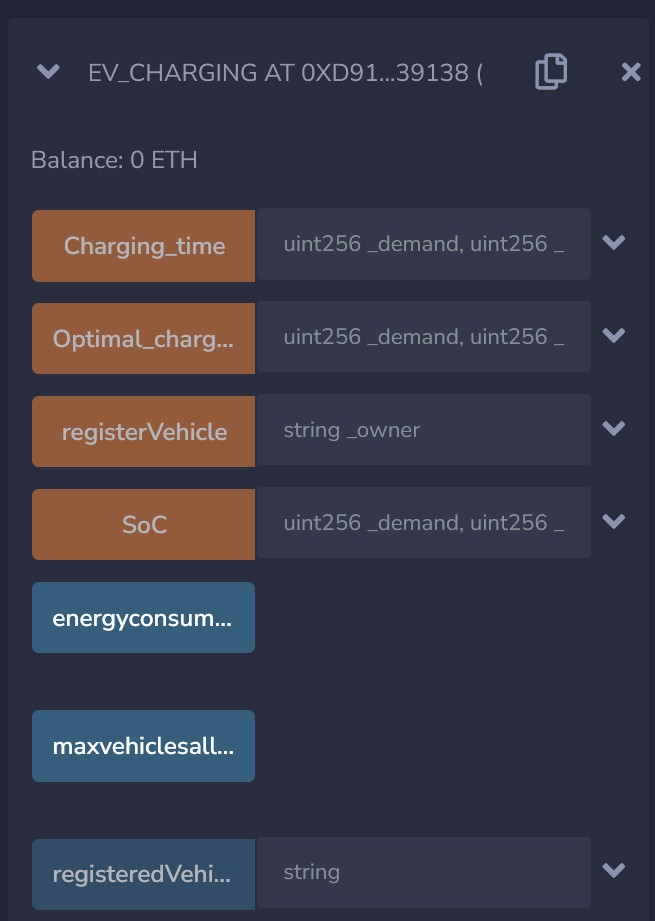 EV_CHARGING AT 0XD91...39138 (
Balance: 0 ETH
Charging_time uint256 _demand, uint256 _
Optimal_charg... uint256 _demand, uint256 _
registerVehicle string _owner
SoC uint256 _demand, uint256 _
energyconsum...
maxvehiclesall...
registeredVehi... string